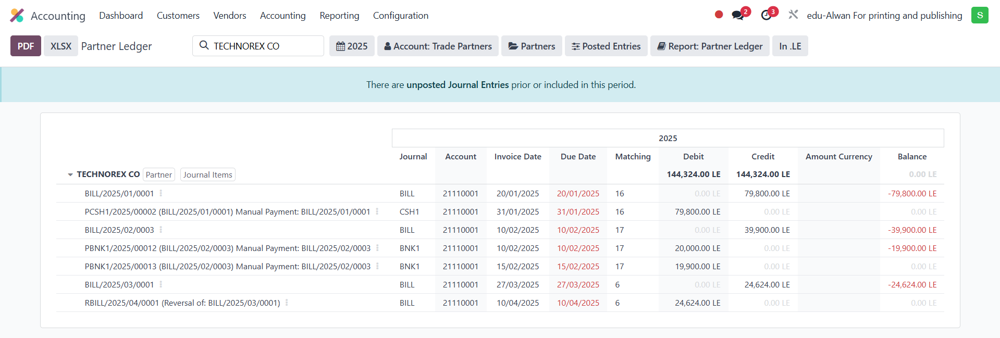 Accounting Dashboard Customers Vendors Accounting Reporting Configuration 2 3 edu-Alwan For printing and publishing S
PDF XLSX Partner Ledger TECHNOREX CO 2025 Account: Trade Partners Partners Posted Entries Report: Partner Ledger In .LE
There are unposted Journal Entries prior or included in this period.
2025
Journal Account Invoice Date Due Date Matching Debit Credit Amount Currency Balance
TECHNOREX CO Partner Journal Items 144,324.00 LE 144,324.00 LE 0.00 LE
BILL/2025/01/0001 BILL 21110001 20/01/2025 20/01/2025 16 0.00 LE 79,800.00 LE -79,800.00 LE
PCSH1/2025/00002 (BILL/2025/01/0001) Manual Payment: BILL/2025/01/0001 CSH1 21110001 31/01/2025 31/01/2025 16 79,800.00 LE 0.00 LE 0.00 LE
BILL/2025/02/0003 BILL 21110001 10/02/2025 10/02/2025 17 0.00 LE 39,900.00 LE -39,900.00 LE
PBNK1/2025/00012 (BILL/2025/02/0003) Manual Payment: BILL/2025/02/0003 BNK1 21110001 10/02/2025 10/02/2025 17 20,000.00 LE 0.00 LE -19,900.00 LE
PBNK1/2025/00013 (BILL/2025/02/0003) Manual Payment: BILL/2025/02/0003 BNK1 21110001 15/02/2025 15/02/2025 17 19,900.00 LE 0.00 LE 0.00 LE
BILL/2025/03/0001 BILL 21110001 27/03/2025 27/03/2025 6 0.00 LE 24,624.00 LE -24,624.00 LE
RBILL/2025/04/0001 (Reversal of: BILL/2025/03/0001) BILL 21110001 10/04/2025 10/04/2025 6 24,624.00 LE 0.00 LE 0.00 LE